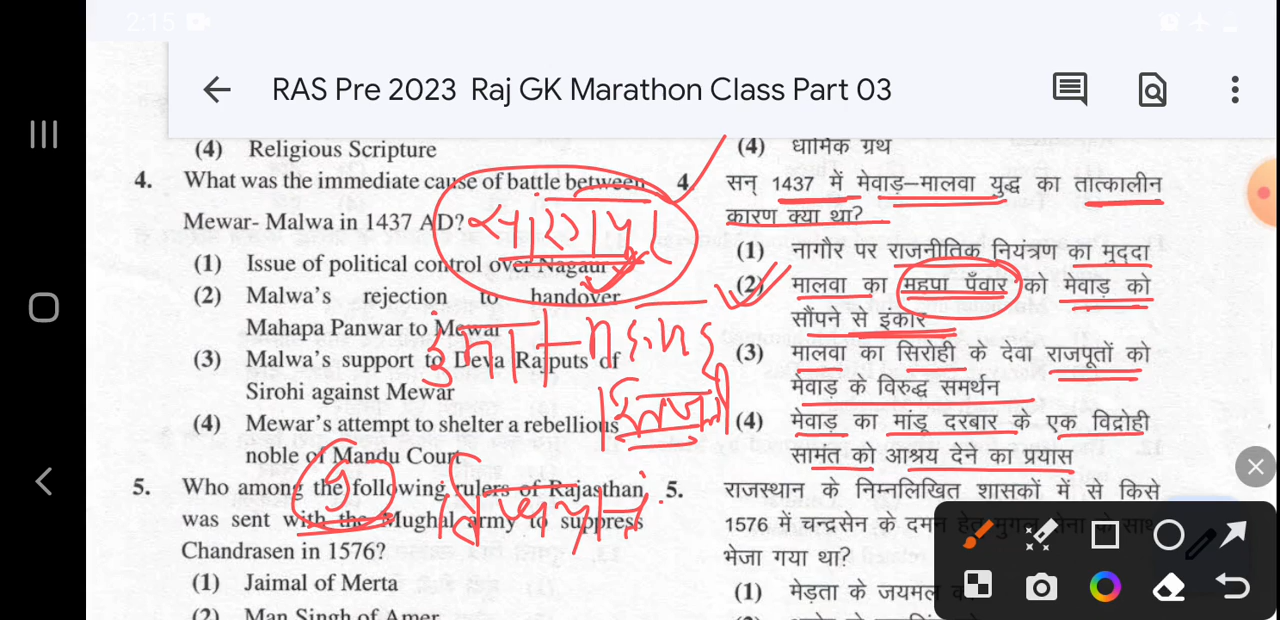 2:15
RAS Pre 2023 Raj GK Marathon Class Part 03
(4) Religious Scripture
4. What was the immediate cause of battle between
Mewar- Malwa in 1437 AD?
(1) Issue of political control over Nagaur
(2) Malwa's rejection to handover
Mahapa Panwar to Mewar
(3) Malwa's support to Deva Rajputs of
Sirohi against Mewar
(4) Mewar's attempt to shelter a rebellious
noble of Mandu Court
5. Who among the following rulers of Rajasthan
was sent with the Mughal army to suppress
Chandrasen in 1576?
(1) Jaimal of Merta
(2) Man Singh of Amer
(4) धार्मिक ग्रंथ
4 सन् 1437 में मेवाड़–मालवा युद्ध का तात्कालीन
कारण क्या था?
(1) नागौर पर राजनीतिक नियंत्रण का मुद्दा
(2) मालवा का महपा पँवार को मेवाड़ को
सौंपने से इंकार
(3) मालवा का सिरोही के देवा राजपूतों को
मेवाड़ के विरुद्ध समर्थन
(4) मेवाड़ का मांडू दरबार के एक विद्रोही
सामंत को आश्रय देने का प्रयास
5. राजस्थान के निम्नलिखित शासकों में से किसे
1576 में चन्द्रसेन के दमन हेतु मुगल सेना के साथ
भेजा गया था?
(1) मेड़ता के जयमल